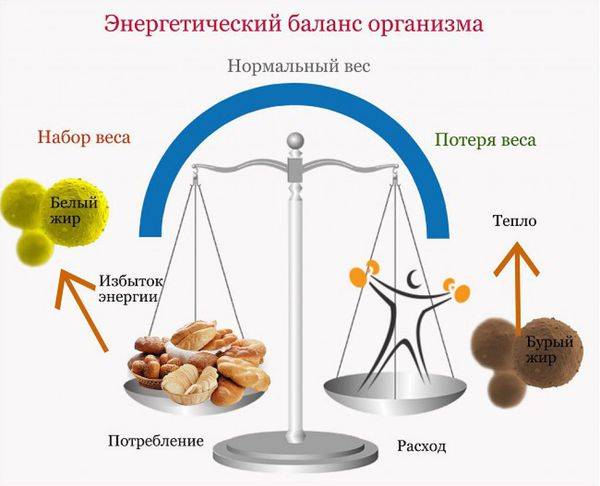 Энергетический баланс организма
Нормальный вес
Набор веса
Потеря веса
Белый
жир
Тепло
Избыток
энергии
Бурый
жир
Потребление
Расход